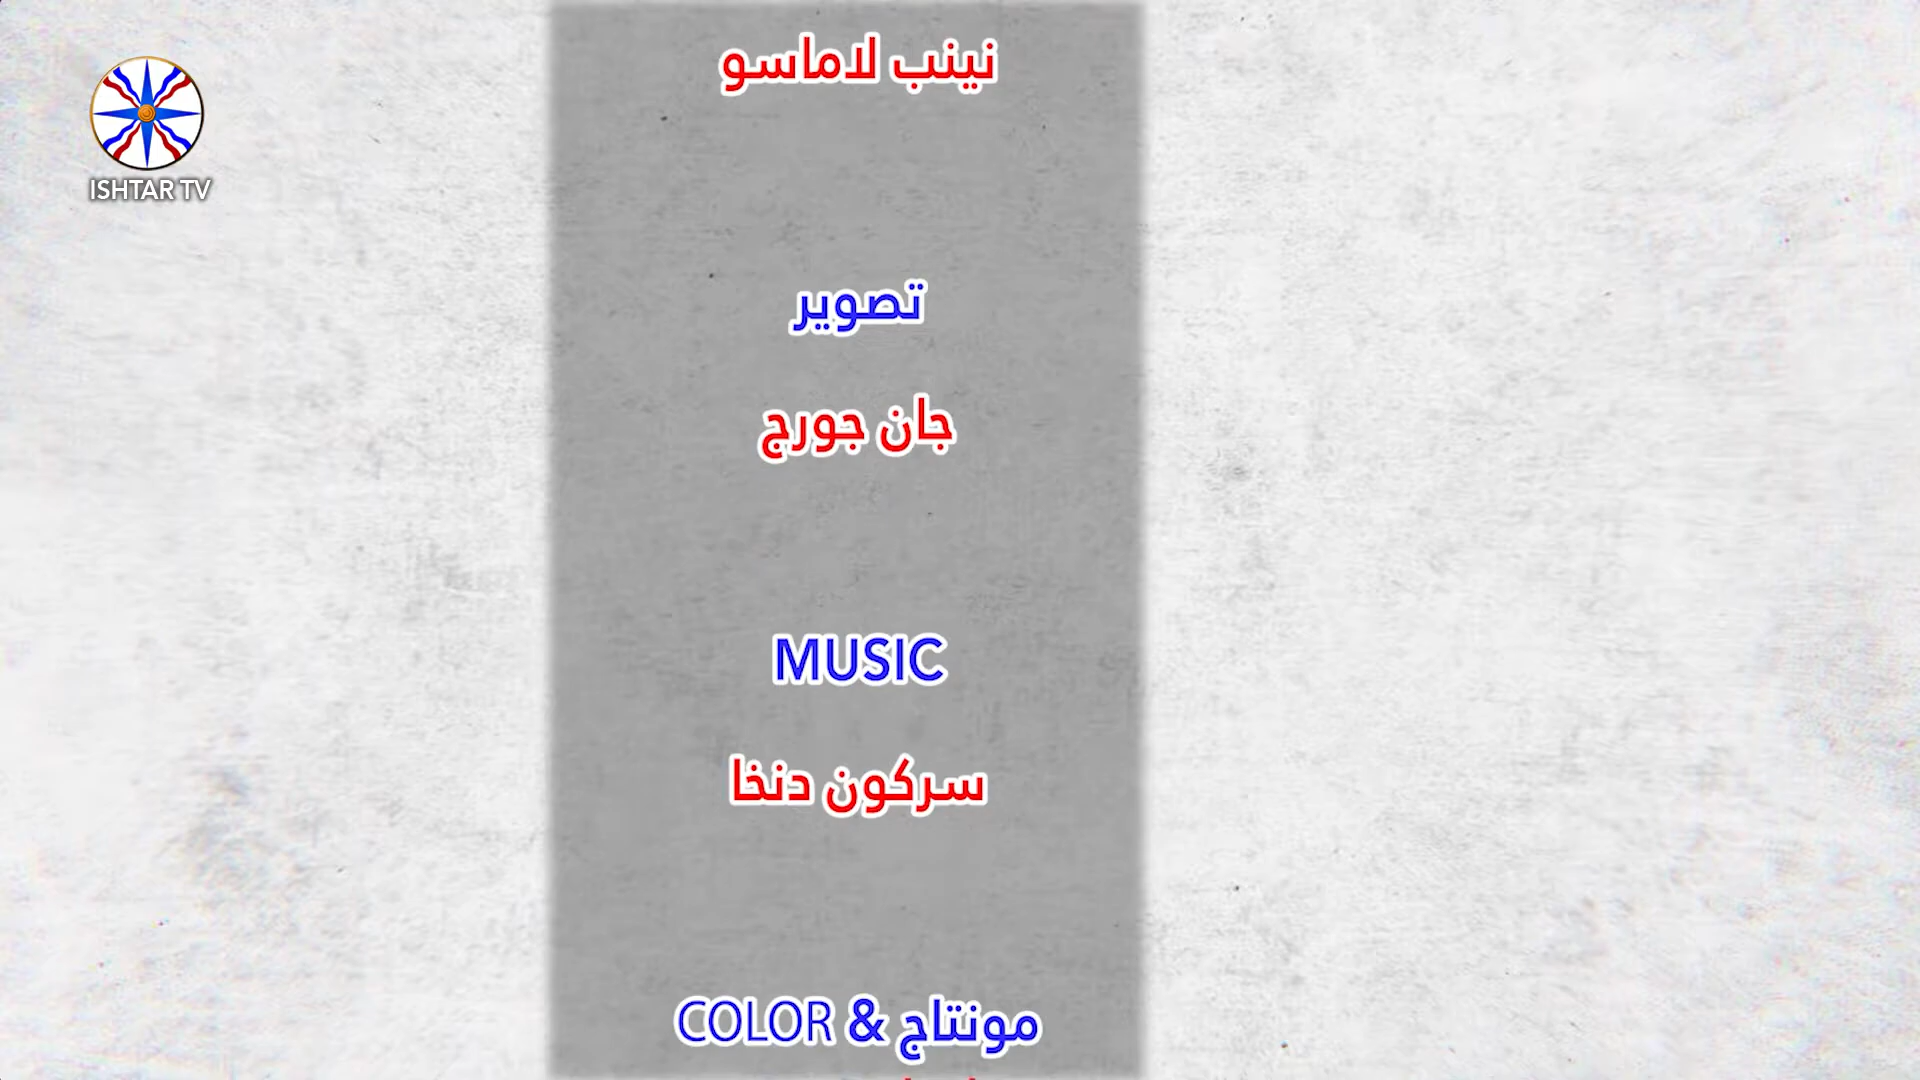 نينب لاماسو
ISHTAR TV
تصوير
جان جورج
MUSIC
سركون دنخا
مونتاج & COLOR